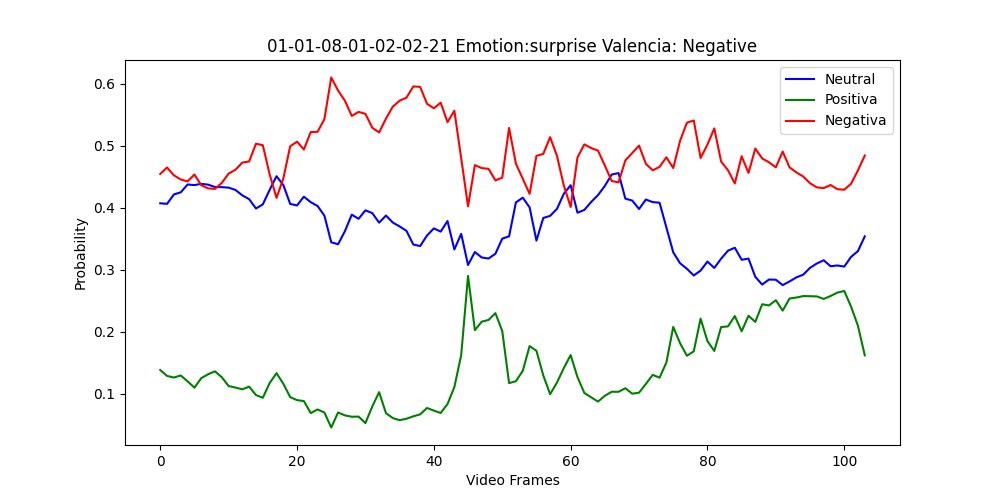 01-01-08-01-02-02-21 Emotion:surprise Valencia: Negative
Neutral
Positiva
Negativa
Probability
0.6
0.5
0.4
0.3
0.2
0.1
0 20 40 60 80 100
Video Frames